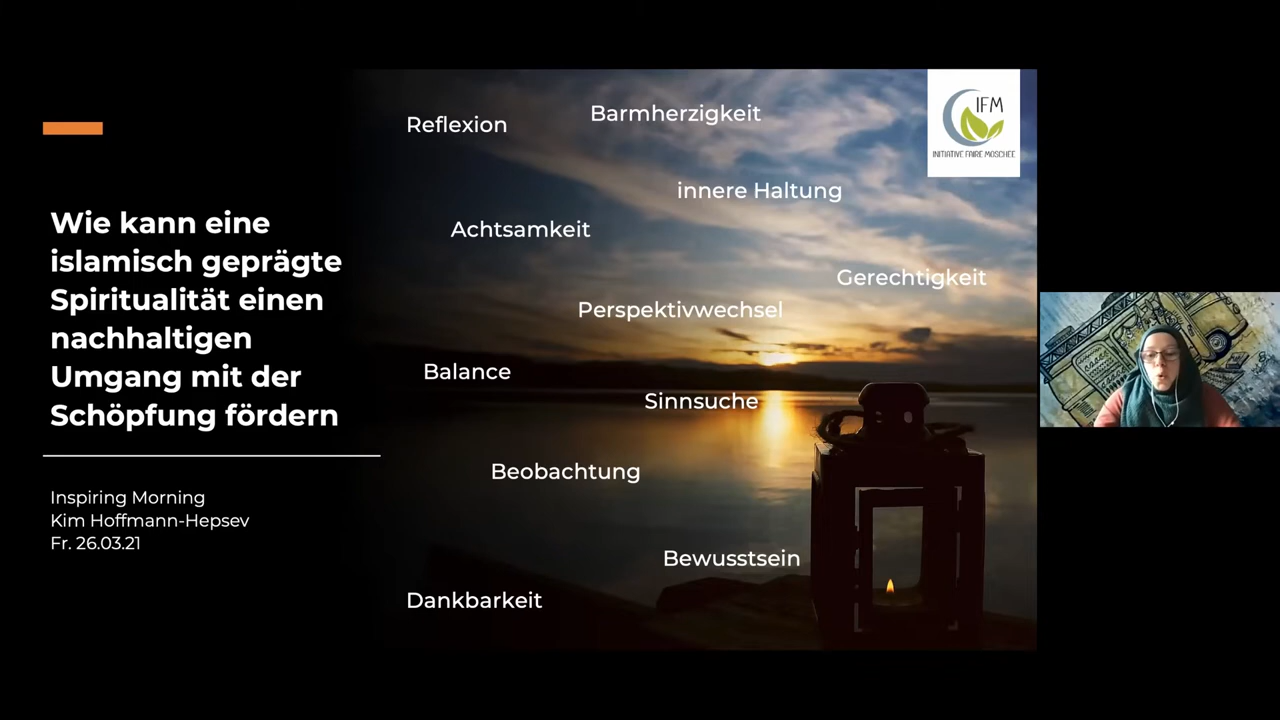 Wie kann eine
islamisch geprägte
Spiritualität einen
nachhaltigen
Umgang mit der
Schöpfung fördern
Inspiring Morning
Kim Hoffmann-Hepsev
Fr. 26.03.21
Reflexion
Barmherzigkeit
innere Haltung
Achtsamkeit
Gerechtigkeit
Perspektivwechsel
Balance
Sinnsuche
Beobachtung
Bewusstsein
Dankbarkeit
IFM
INITIATIVE FAIRE MOSCHEE